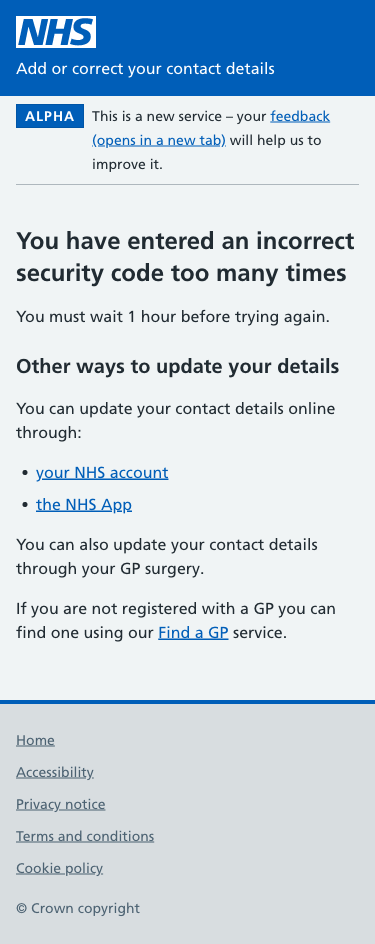 NHS
Add or correct your contact details
ALPHA This is a new service – your feedback
(opens in a new tab) will help us to
improve it.
You have entered an incorrect
security code too many times
You must wait 1 hour before trying again.
Other ways to update your details
You can update your contact details online
through:
• your NHS account
• the NHS App
You can also update your contact details
through your GP surgery.
If you are not registered with a GP you can
find one using our Find a GP service.
Home
Accessibility
Privacy notice
Terms and conditions
Cookie policy
© Crown copyright